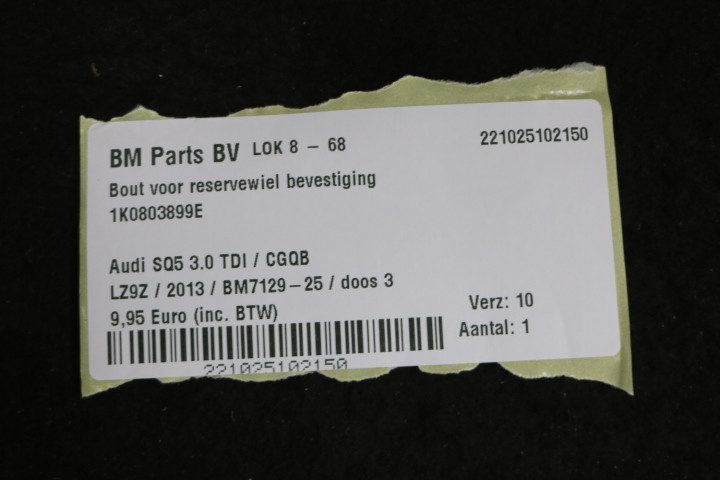 BM Parts BV LOK 8 – 68 221025102150
Bout voor reservewiel bevestiging
1K0803899E
Audi SQ5 3.0 TDI / CGQB
LZ9Z / 2013 / BM7129–25 / doos 3
9,95 Euro (inc. BTW)
Verz: 10
Aantal: 1
221025102150